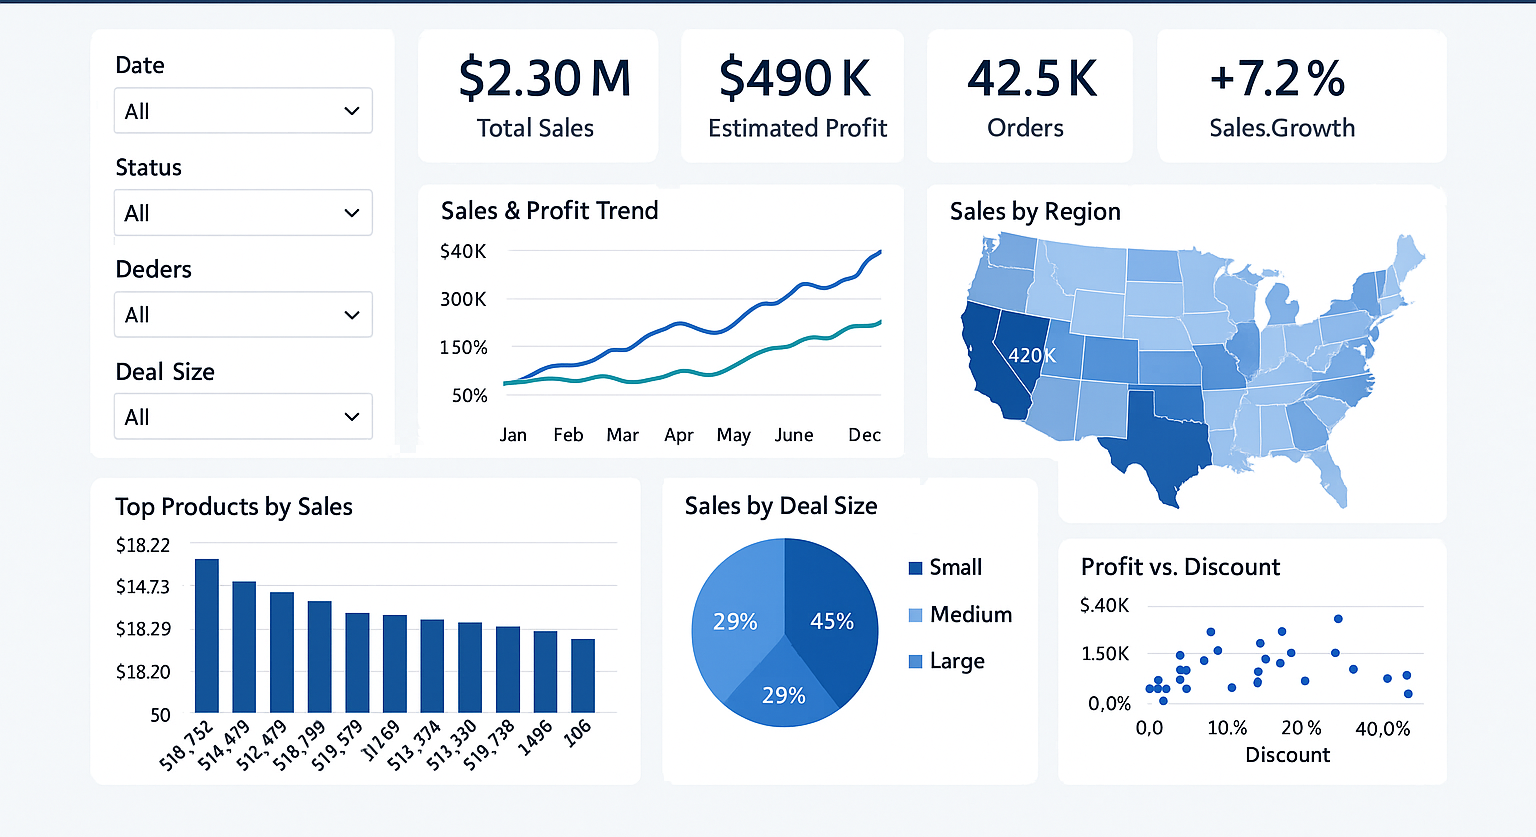 Date
All
Status
All
Deders
All
Deal Size
All
$2.30 M
Total Sales
$490 K
Estimated Profit
42.5 K
Orders
+7.2 %
Sales.Growth
Sales & Profit Trend
$40K
300K
150%
50%
Jan Feb Mar Apr May June Dec
Sales by Region
420K
Top Products by Sales
$18.22
$14.73
$18.29
$18.20
50
518,752 514,479 512,479 518,799 519,579 11269 513,374 513,330 519,738 1496 106
Sales by Deal Size
29%
45%
29%
Small
Medium
Large
Profit vs. Discount
$.40K
1.50K
0,0%
0,0 10.% 20 % 40,0%
Discount